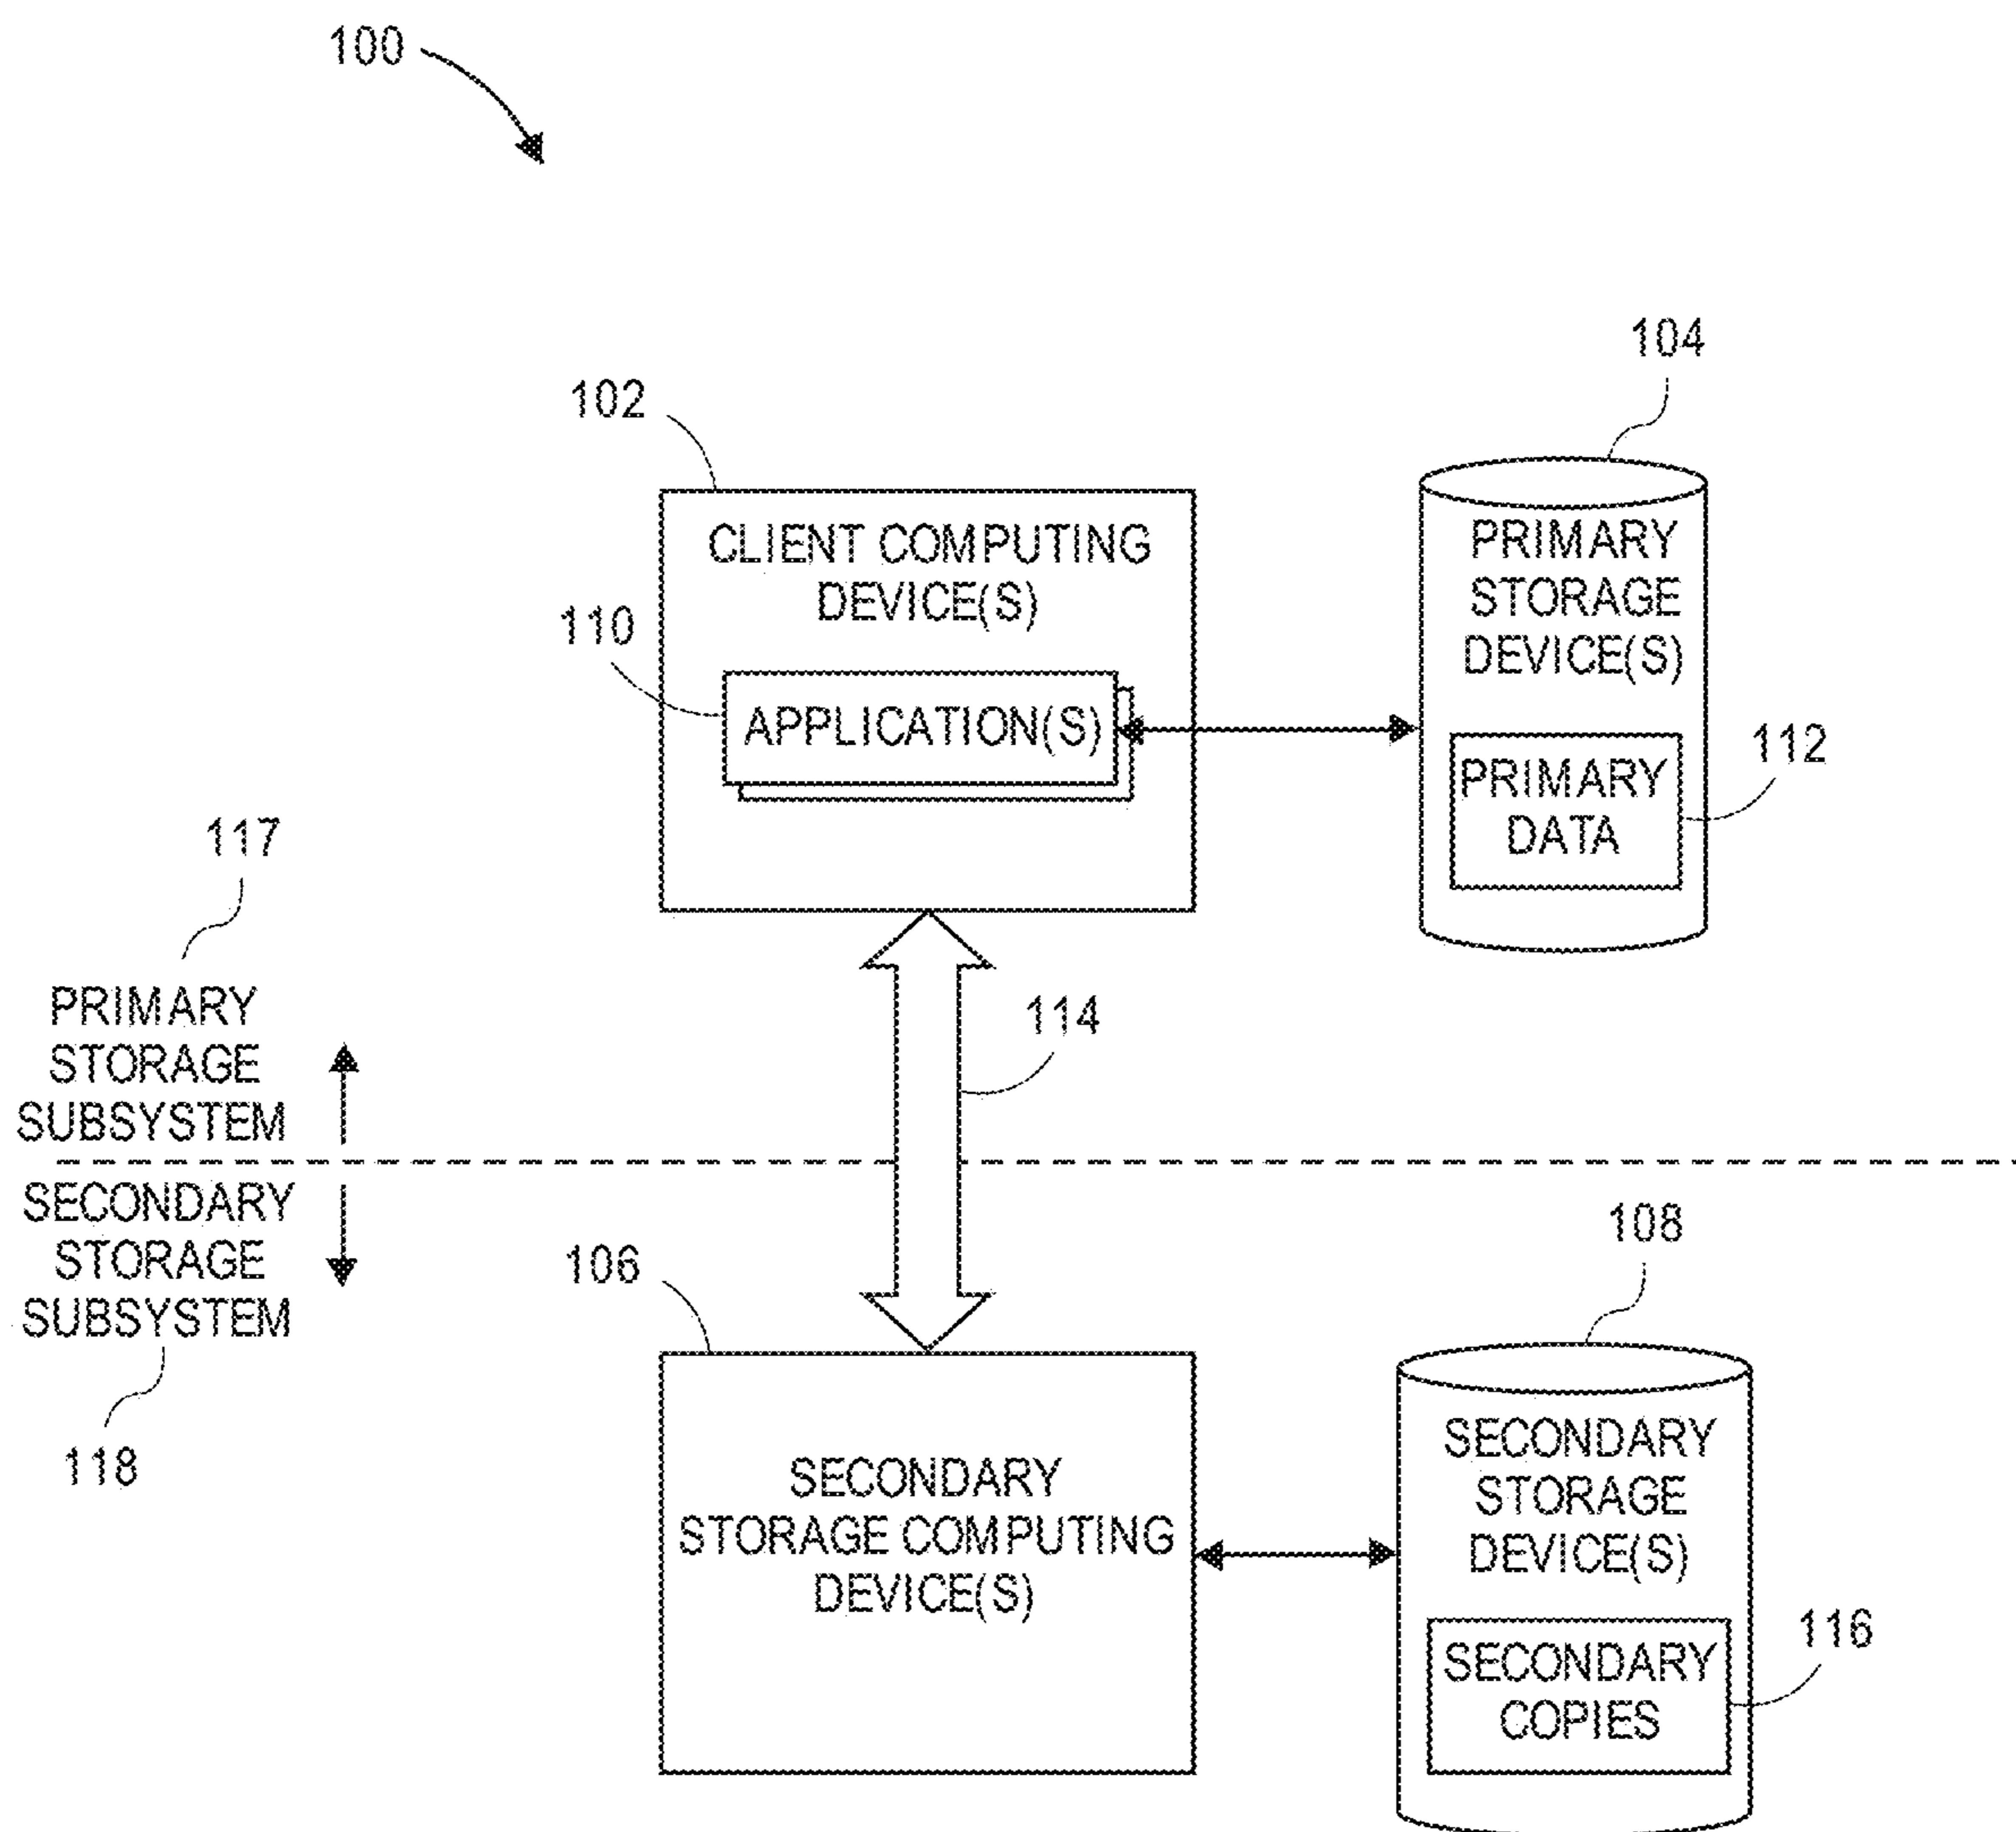 100
104
102
CLIENT COMPUTING
DEVICE(S)
110
APPLICATION(S)
PRIMARY
STORAGE
DEVICE(S)
PRIMARY
DATA
112
117
PRIMARY
STORAGE
SUBSYSTEM
114
SECONDARY
STORAGE
SUBSYSTEM
118
106
108
SECONDARY
STORAGE COMPUTING
DEVICE(S)
SECONDARY
STORAGE
DEVICE(S)
SECONDARY
COPIES
116